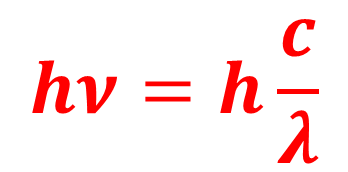 hν = h c/λ